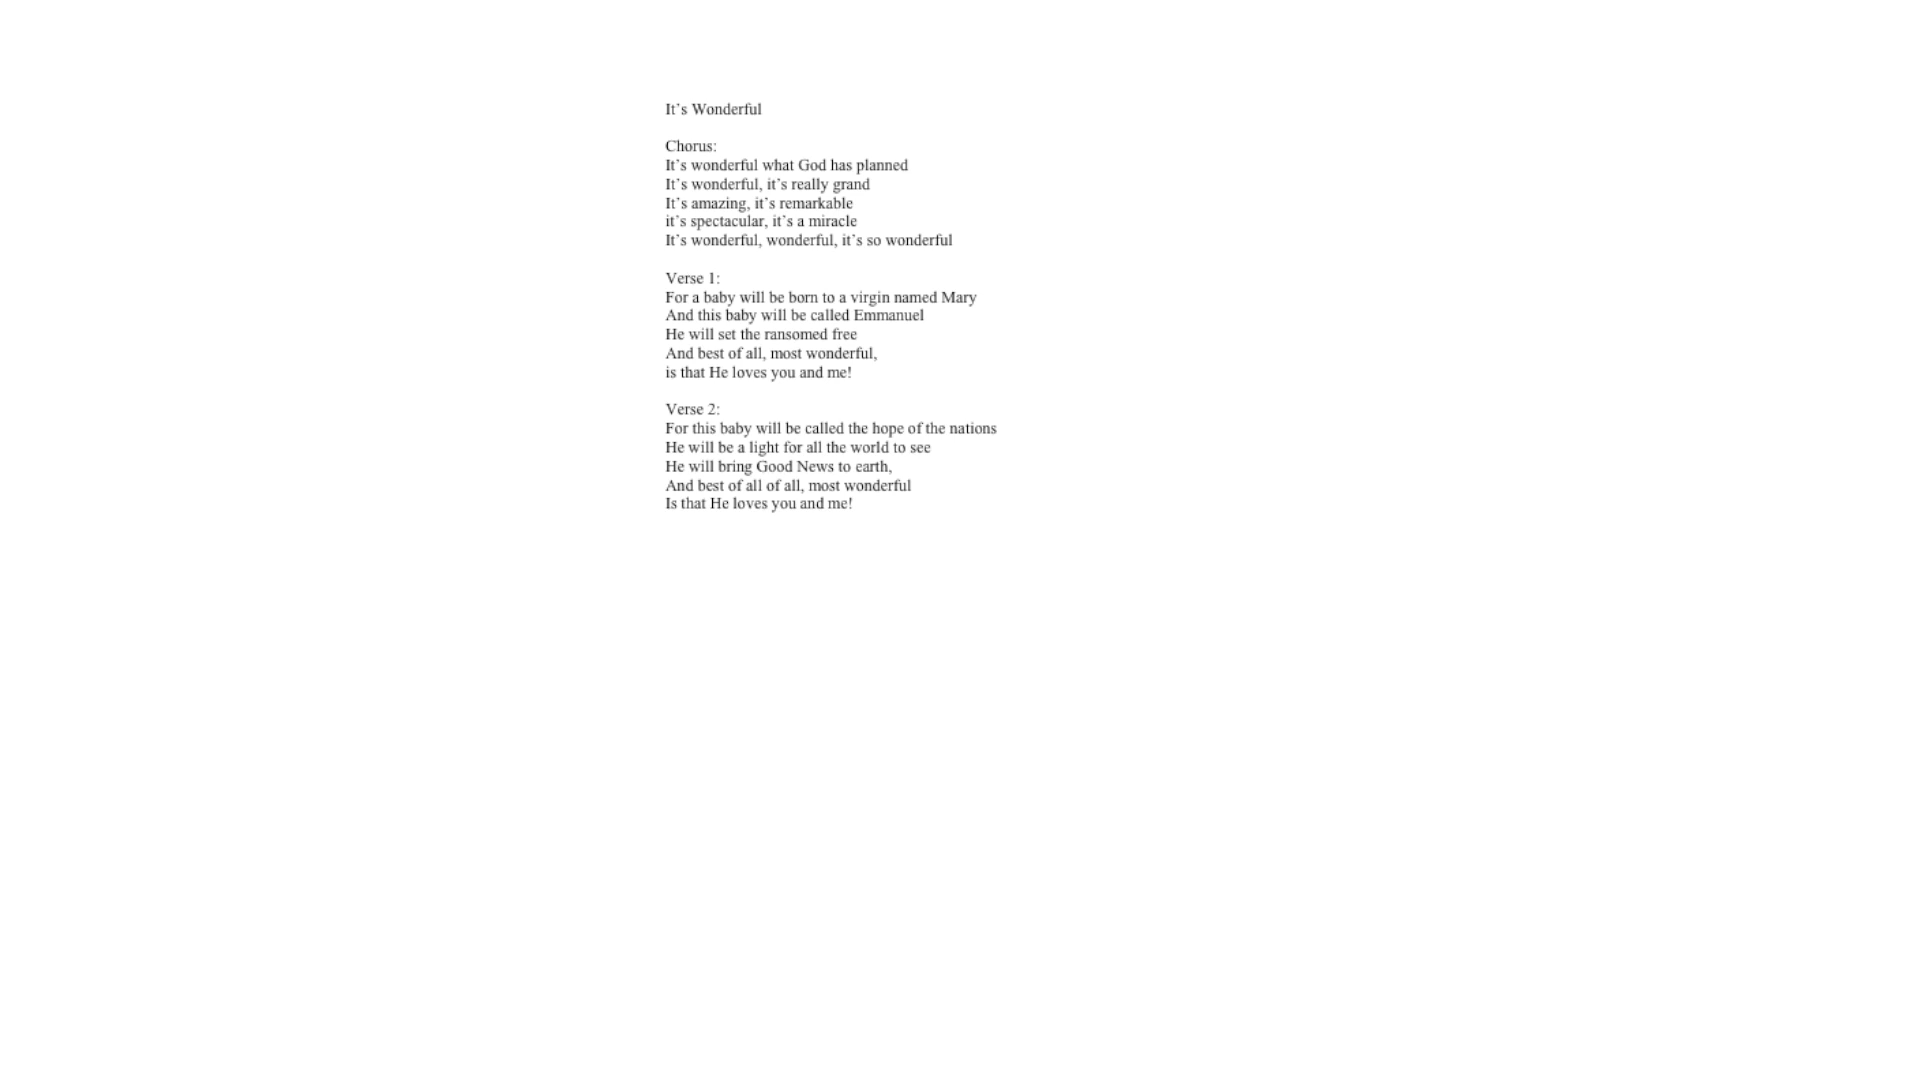 It's Wonderful
Chorus:
It's wonderful what God has planned
It's wonderful, it's really grand
It's amazing, it's remarkable
it's spectacular, it's a miracle
It's wonderful, wonderful, it's so wonderful
Verse 1:
For a baby will be born to a virgin named Mary
And this baby will be called Emmanuel
He will set the ransomed free
And best of all, most wonderful,
is that He loves you and me!
Verse 2:
For this baby will be called the hope of the nations
He will be a light for all the world to see
He will bring Good News to earth,
And best of all of all, most wonderful
Is that He loves you and me!